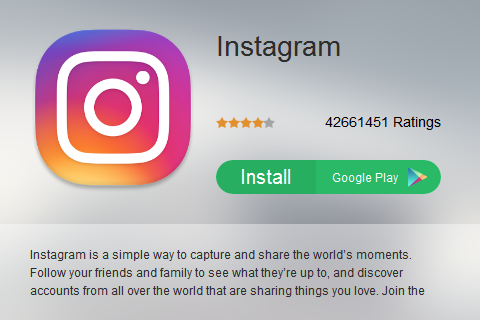 Instagram
42661451 Ratings
Install Google Play
Instagram is a simple way to capture and share the world's moments.
Follow your friends and family to see what they're up to, and discover
accounts from all over the world that are sharing things you love. Join the